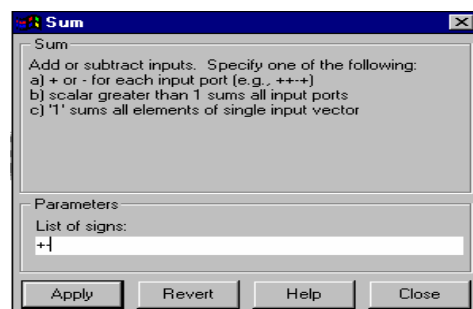 Sum
Sum
Add or subtract inputs. Specify one of the following:
a) + or - for each input port (e.g., ++-+)
b) scalar greater than 1 sums all input ports
c) '1' sums all elements of single input vector
Parameters
List of signs:
+-
Apply
Revert
Help
Close